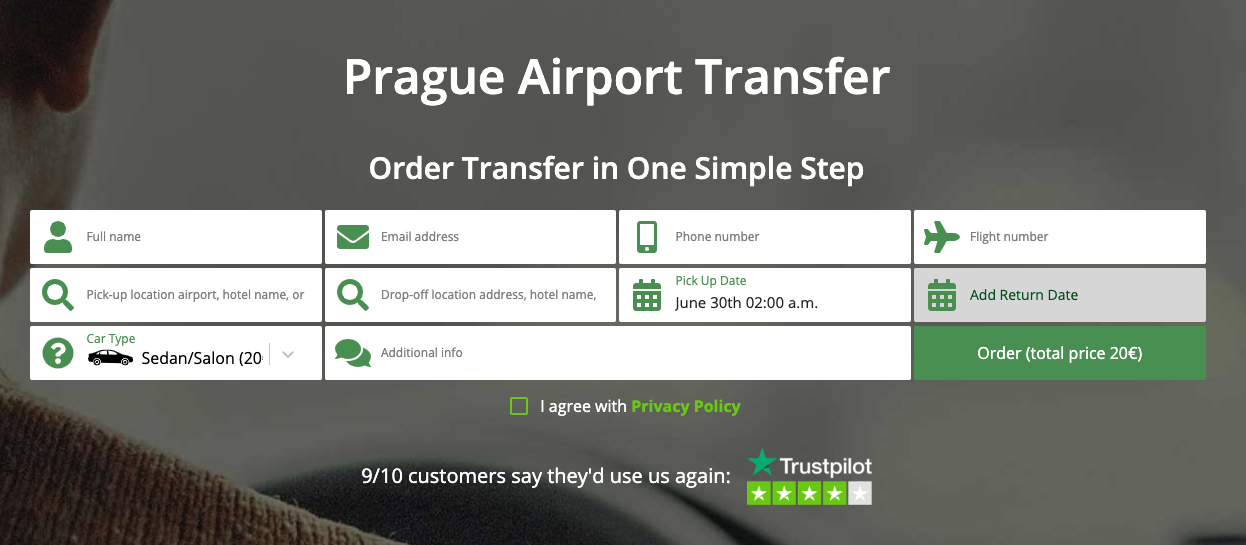 Prague Airport Transfer
Order Transfer in One Simple Step
Full name
Email address
Phone number
Flight number
Pick-up location airport, hotel name, or
Drop-off location address, hotel name,
Pick Up Date
June 30th 02:00 a.m.
Add Return Date
Car Type
Sedan/Salon (20
Additional info
Order (total price 20€)
I agree with Privacy Policy
9/10 customers say they'd use us again:
Trustpilot